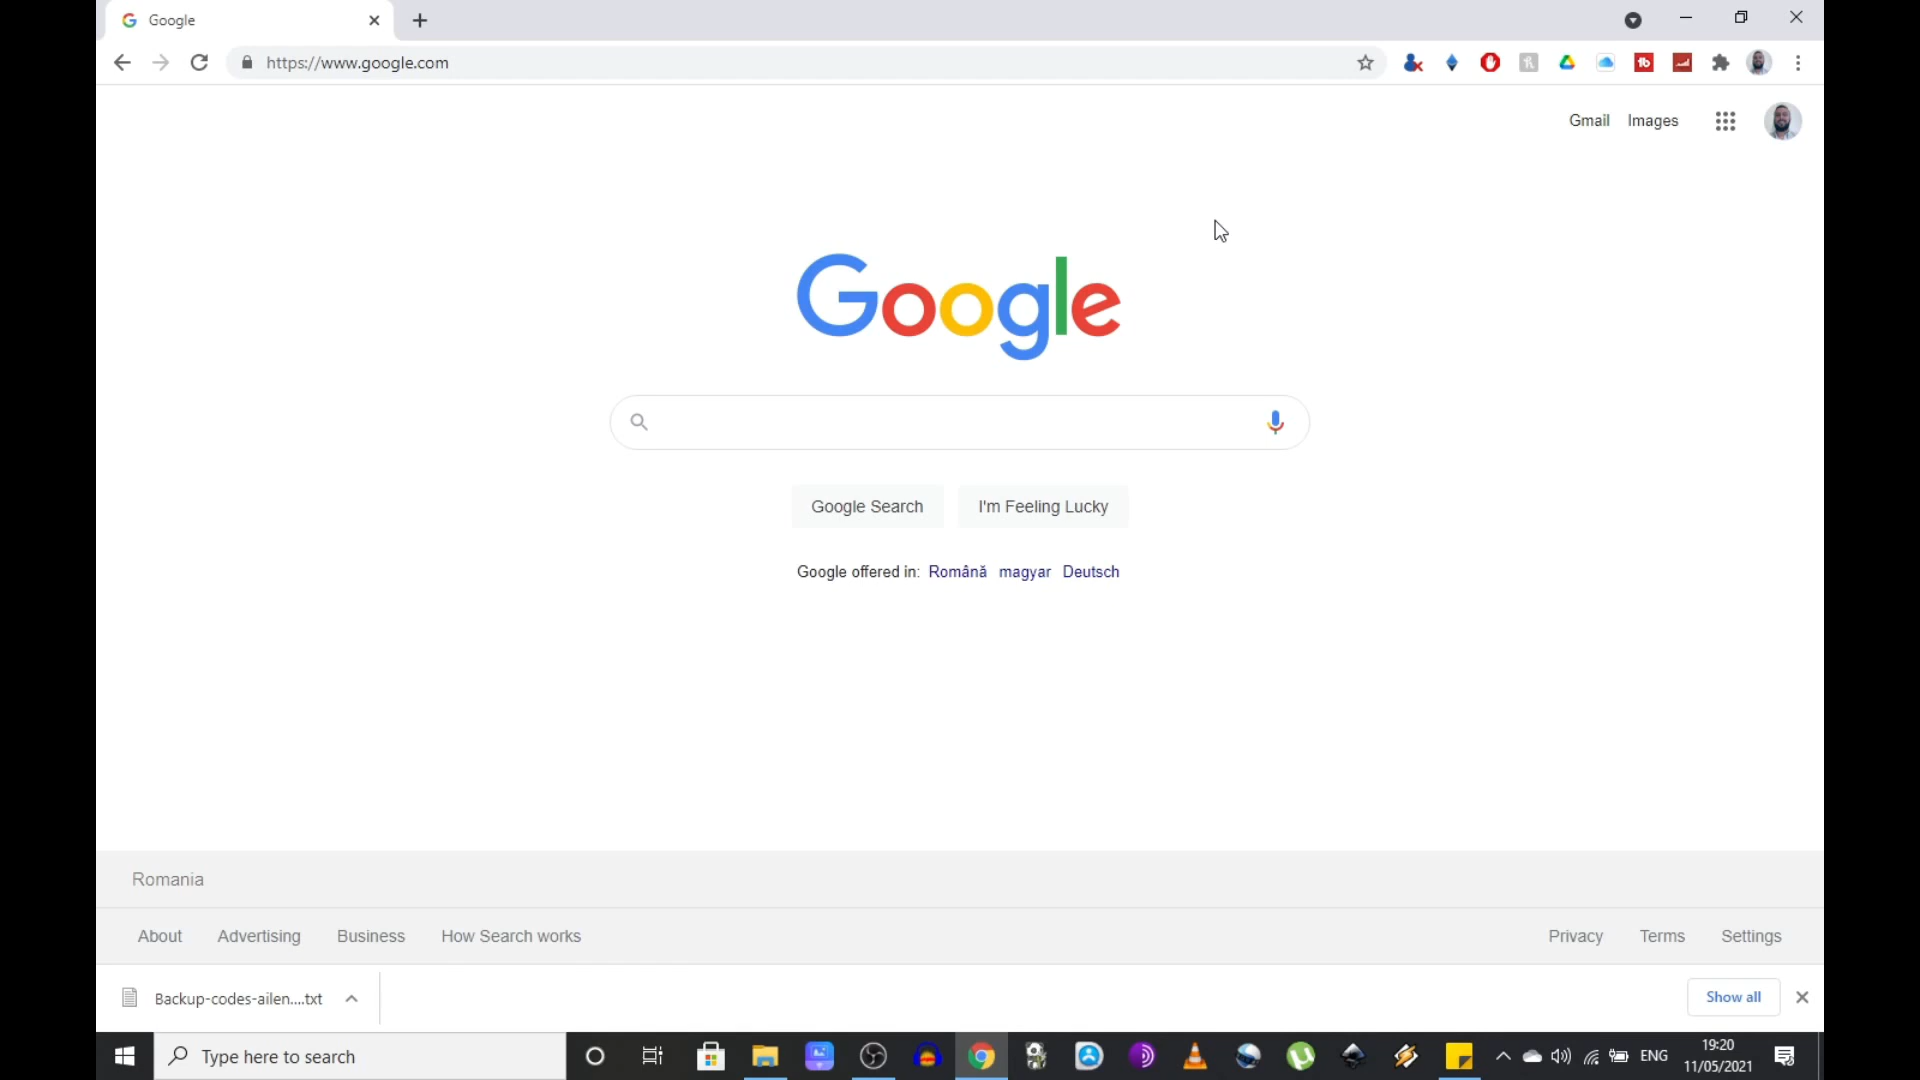 Google
https://www.google.com
Gmail Images
Google
Google Search I'm Feeling Lucky
Google offered in: Română magyar Deutsch
Romania
About Advertising Business How Search works Privacy Terms Settings
Backup-codes-ailen....txt Show all
Type here to search ENG 19:20
11/05/2021